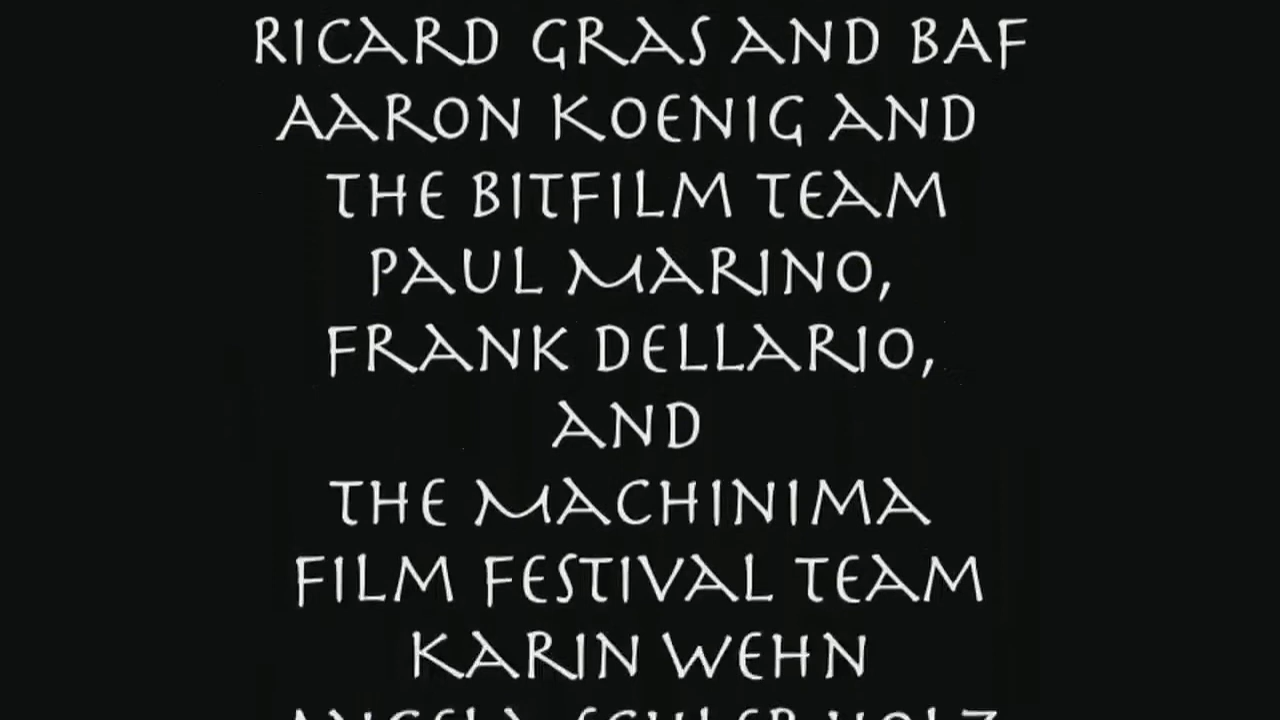 RICARD GRAS AND BAF
AARON KOENIG AND
THE BITFILM TEAM
PAUL MARINO,
FRANK DELLARIO,
AND
THE MACHINIMA
FILM FESTIVAL TEAM
KARIN WEHN
ANGELA